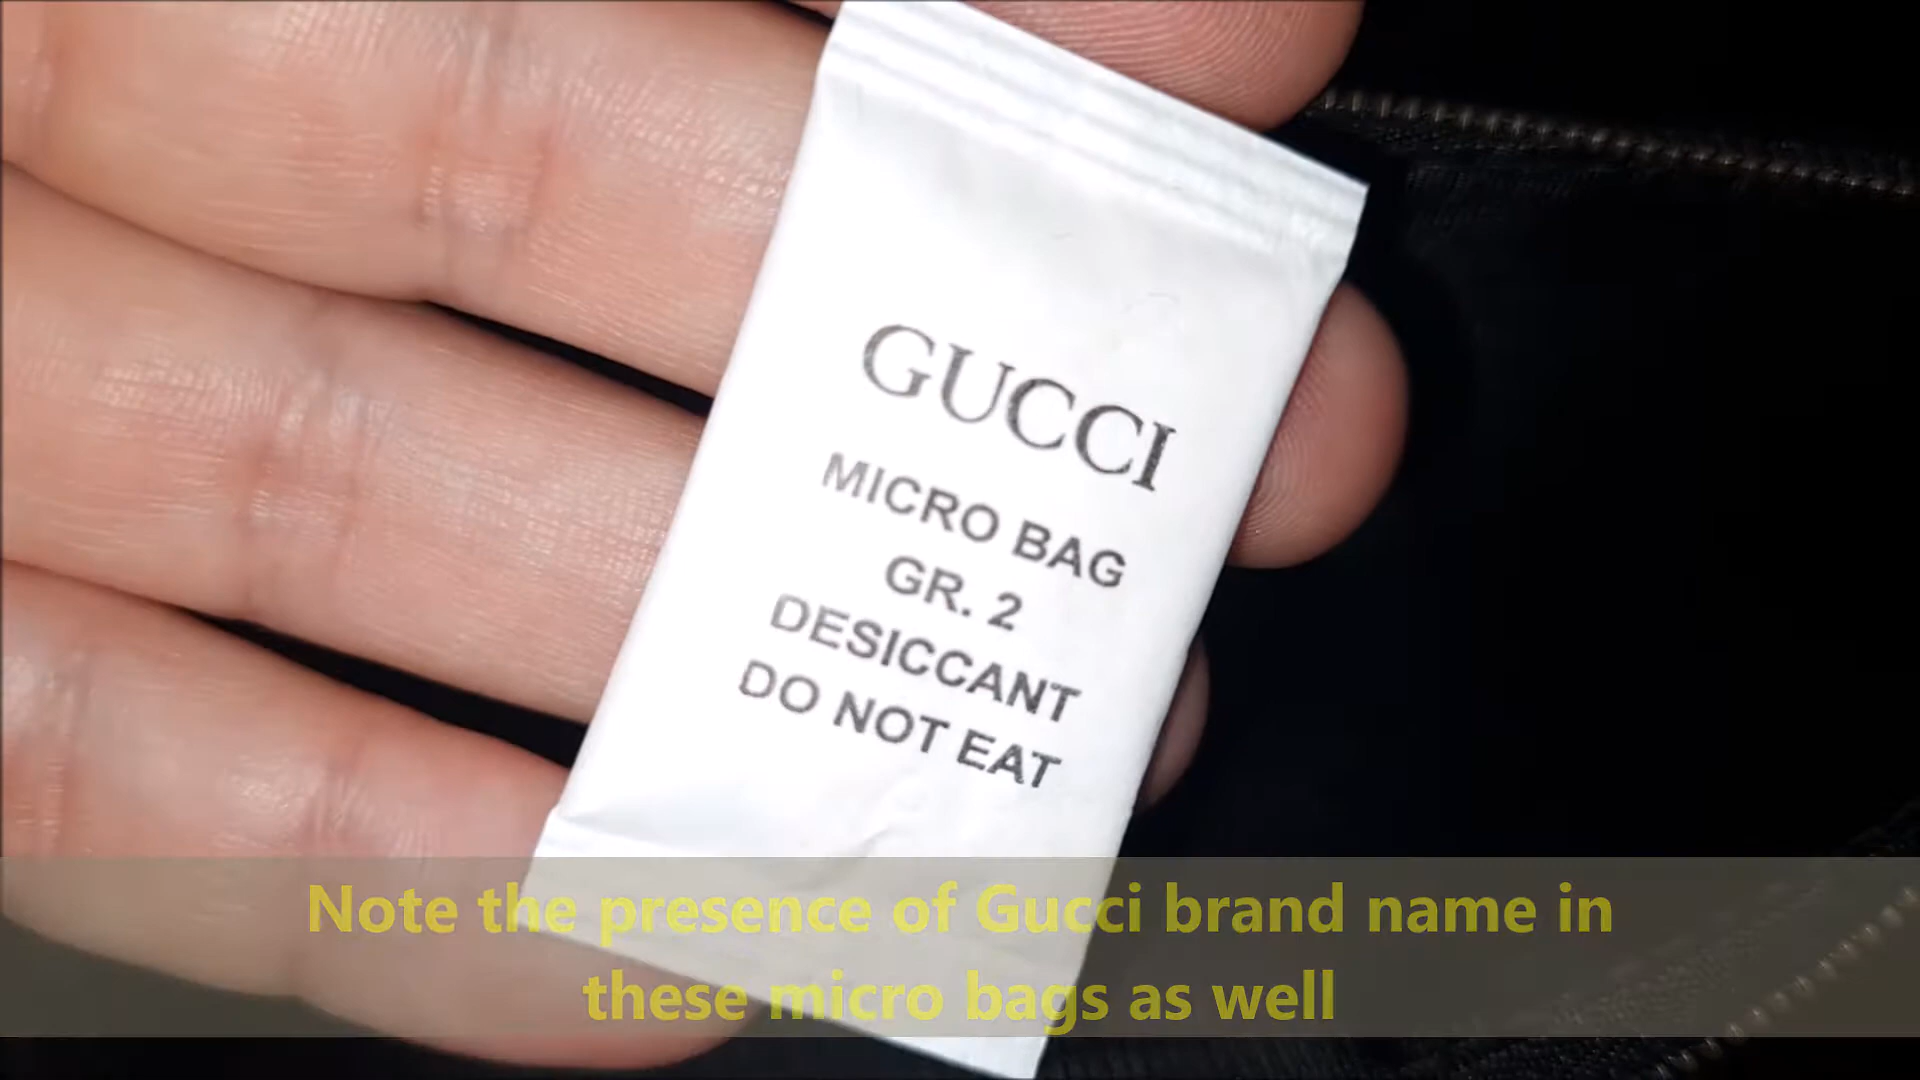 GUCCI
MICRO BAG
GR. 2
DESICCANT
DO NOT EAT
Note the presence of Gucci brand name in
these micro bags as well